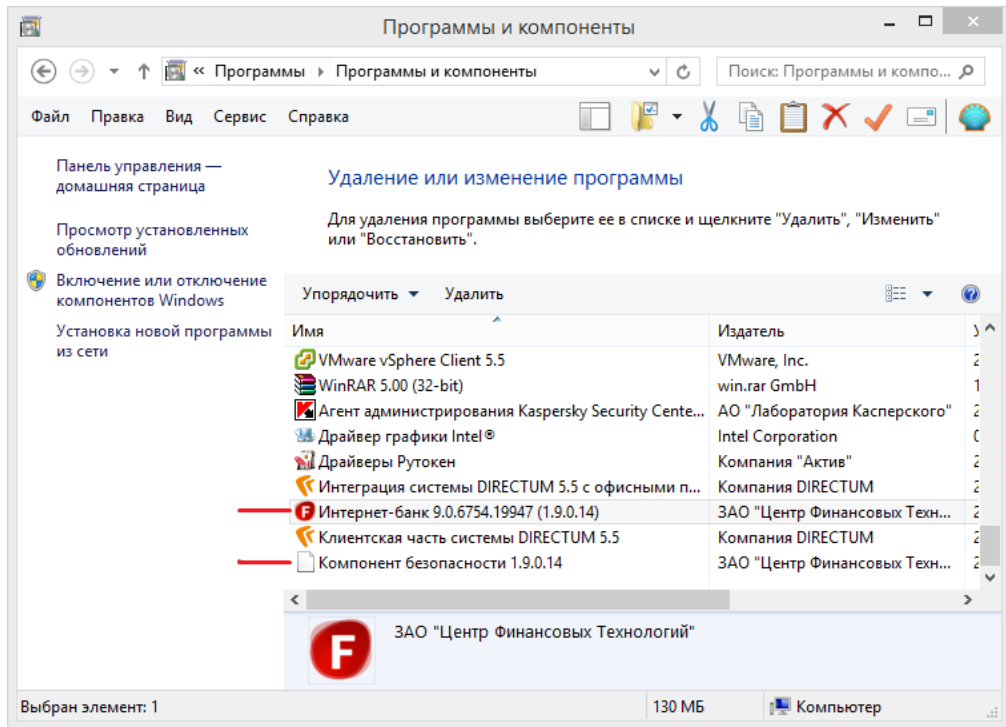 Программы и компоненты
« Программы Программы и компоненты Поиск: Программы и компо...
Файл Правка Вид Сервис Справка
Панель управления —
домашняя страница
Просмотр установленных
обновлений
Включение или отключение
компонентов Windows
Установка новой программы
из сети
Удаление или изменение программы
Для удаления программы выберите ее в списке и щелкните "Удалить", "Изменить"
или "Восстановить".
Упорядочить Удалить
Имя Издатель
VMware vSphere Client 5.5 VMware, Inc.
WinRAR 5.00 (32-bit) win.rar GmbH
Агент администрирования Kaspersky Security Cente... АО "Лаборатория Касперского"
Драйвер графики Intel® Intel Corporation
Драйверы Рутокен Компания "Актив"
Интеграция системы DIRECTUM 5.5 с офисными п... Компания DIRECTUM
Интернет-банк 9.0.6754.19947 (1.9.0.14) ЗАО "Центр Финансовых Техн...
Клиентская часть системы DIRECTUM 5.5 Компания DIRECTUM
Компонент безопасности 1.9.0.14 ЗАО "Центр Финансовых Техн...
F ЗАО "Центр Финансовых Технологий"
Выбран элемент: 1 130 МБ Компьютер